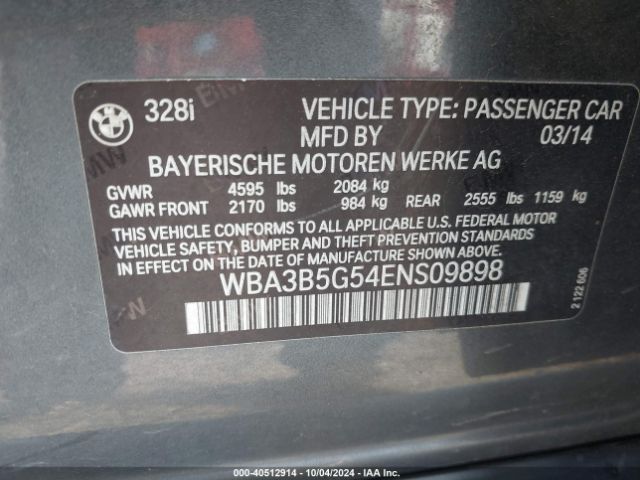 328i VEHICLE TYPE: PASSENGER CAR
MFD BY 03/14
BAYERISCHE MOTOREN WERKE AG
GVWR 4595 lbs 2084 kg
GAWR FRONT 2170 lbs 984 kg REAR 2555 lbs 1159 kg
THIS VEHICLE CONFORMS TO ALL APPLICABLE U.S. FEDERAL MOTOR
VEHICLE SAFETY, BUMPER AND THEFT PREVENTION STANDARDS
IN EFFECT ON THE DATE OF MANUFACTURE SHOWN ABOVE.
WBA3B5G54ENS09898
2 122 606
000-40512914 - 10/04/2024 - IAA Inc.